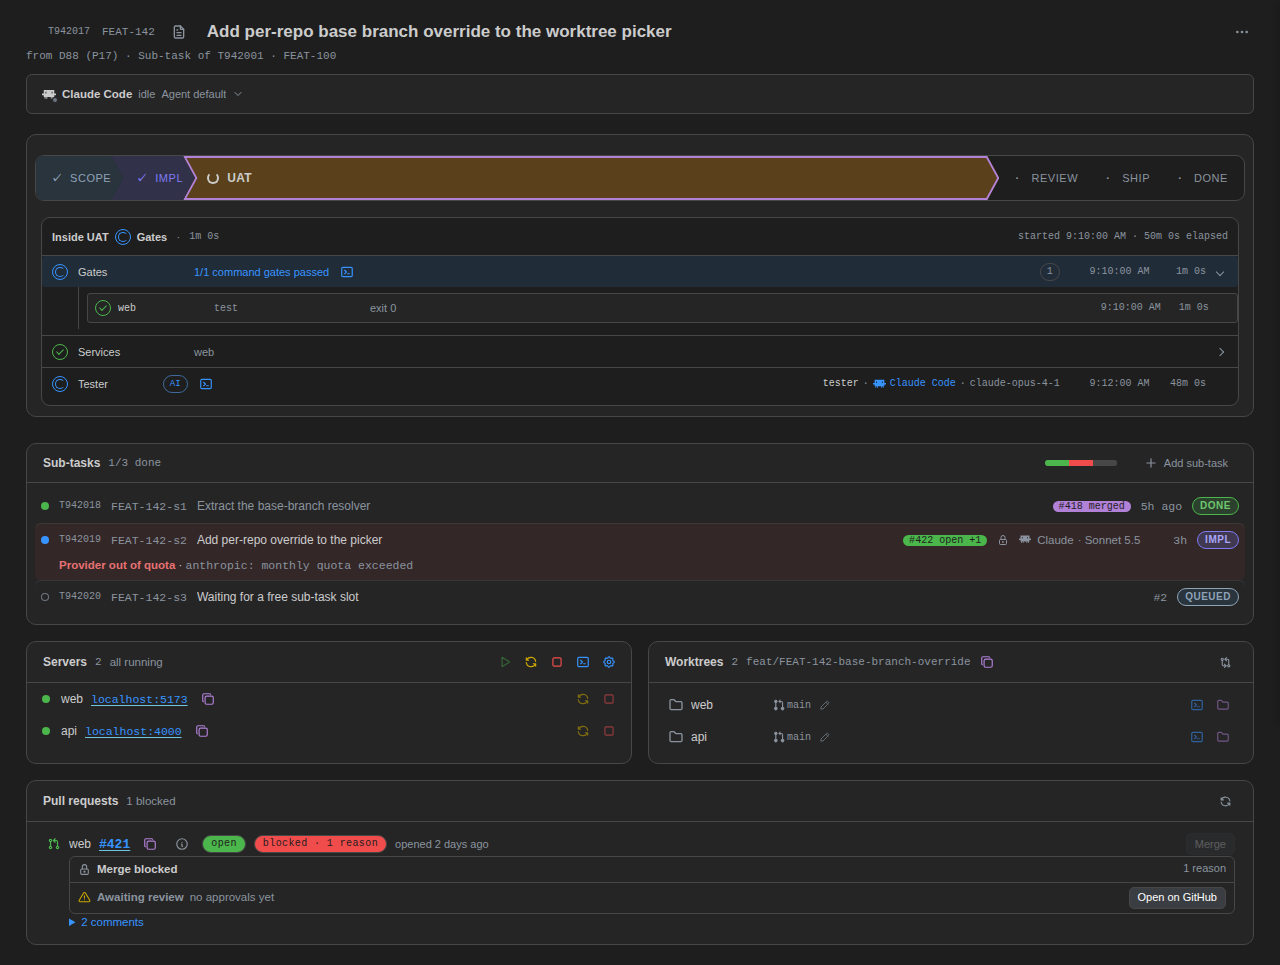 T942017 FEAT-142 Add per-repo base branch override to the worktree picker
from D88 (P17) · Sub-task of T942001 · FEAT-100
Claude Code idle Agent default
SCOPE IMPL UAT REVIEW SHIP DONE
Inside UAT Gates · 1m 0s started 9:10:00 AM · 50m 0s elapsed
Gates 1/1 command gates passed 1 9:10:00 AM 1m 0s
web test exit 0 9:10:00 AM 1m 0s
Services web
Tester AI tester · Claude Code · claude-opus-4-1 9:12:00 AM 48m 0s
Sub-tasks 1/3 done Add sub-task
T942018 FEAT-142-s1 Extract the base-branch resolver #418 merged 5h ago DONE
T942019 FEAT-142-s2 Add per-repo override to the picker #422 open +1 Claude · Sonnet 5.5 3h IMPL
Provider out of quota · anthropic: monthly quota exceeded
T942020 FEAT-142-s3 Waiting for a free sub-task slot #2 QUEUED
Servers 2 all running
web localhost:5173
api localhost:4000
Worktrees 2 feat/FEAT-142-base-branch-override
web main
api main
Pull requests 1 blocked
web #421 open blocked · 1 reason opened 2 days ago Merge
Merge blocked 1 reason
Awaiting review no approvals yet Open on GitHub
2 comments